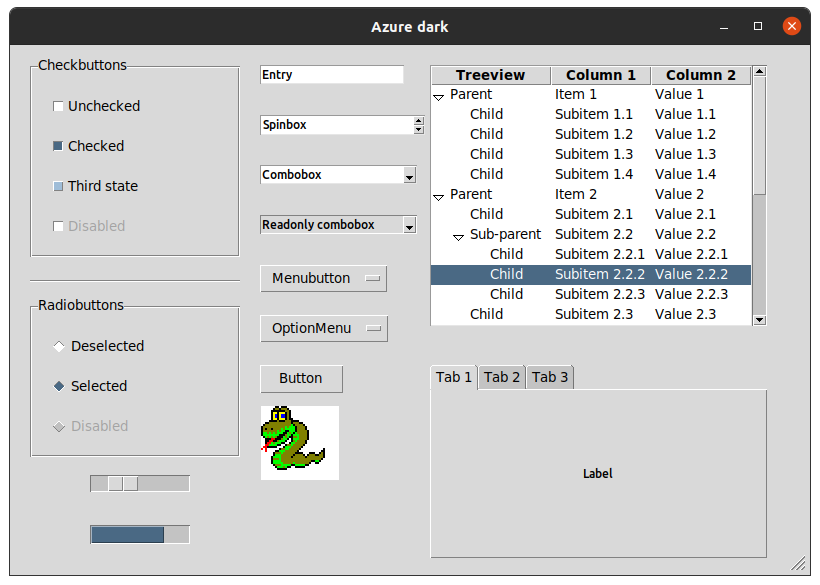 Azure dark
Checkbuttons
Unchecked
Checked
Third state
Disabled
Radiobuttons
Deselected
Selected
Disabled
Entry
Spinbox
Combobox
Readonly combobox
Menubutton
OptionMenu
Button
Treeview Column 1 Column 2
Parent Item 1 Value 1
Child Subitem 1.1 Value 1.1
Child Subitem 1.2 Value 1.2
Child Subitem 1.3 Value 1.3
Child Subitem 1.4 Value 1.4
Parent Item 2 Value 2
Child Subitem 2.1 Value 2.1
Sub-parent Subitem 2.2 Value 2.2
Child Subitem 2.2.1 Value 2.2.1
Child Subitem 2.2.2 Value 2.2.2
Child Subitem 2.2.3 Value 2.2.3
Child Subitem 2.3 Value 2.3
Tab 1 Tab 2 Tab 3
Label